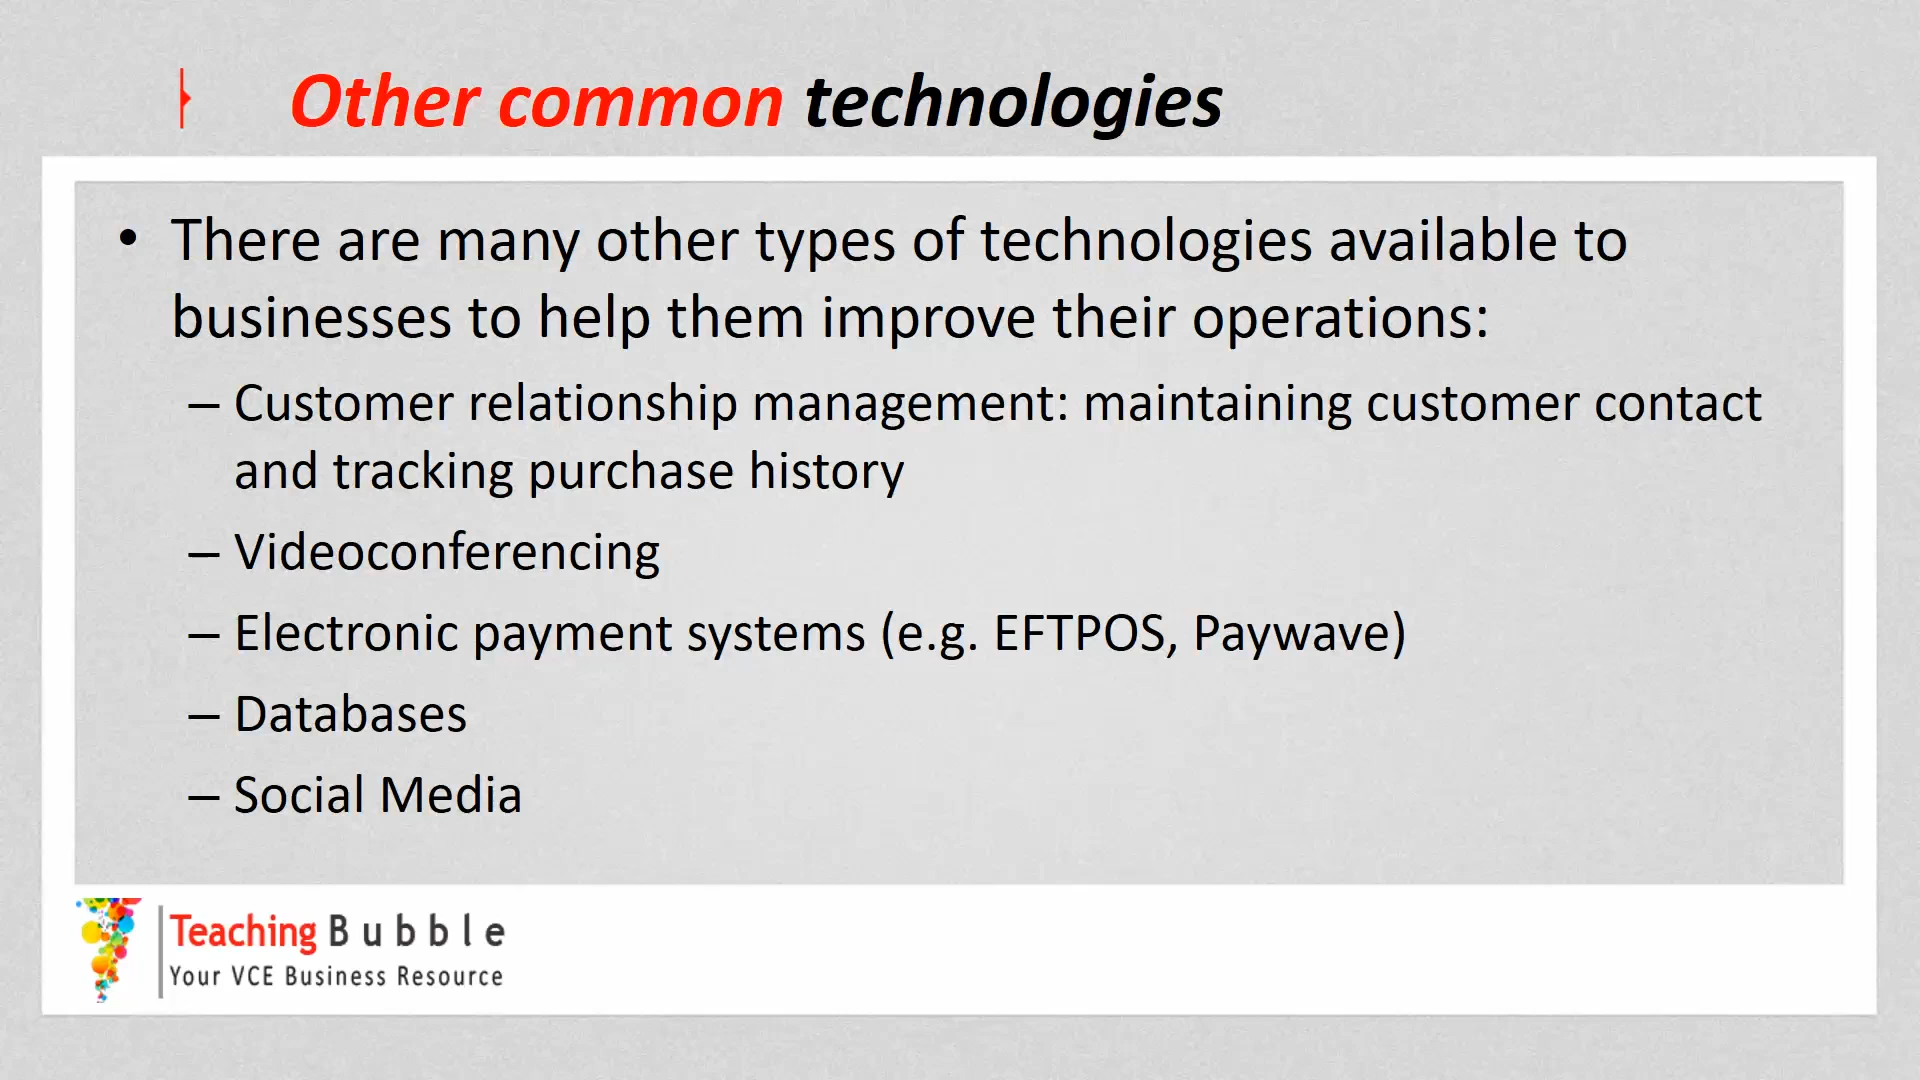 Other common technologies
• There are many other types of technologies available to
businesses to help them improve their operations:
– Customer relationship management: maintaining customer contact
and tracking purchase history
– Videoconferencing
– Electronic payment systems (e.g. EFTPOS, Paywave)
– Databases
– Social Media
Teaching Bubble
Your VCE Business Resource